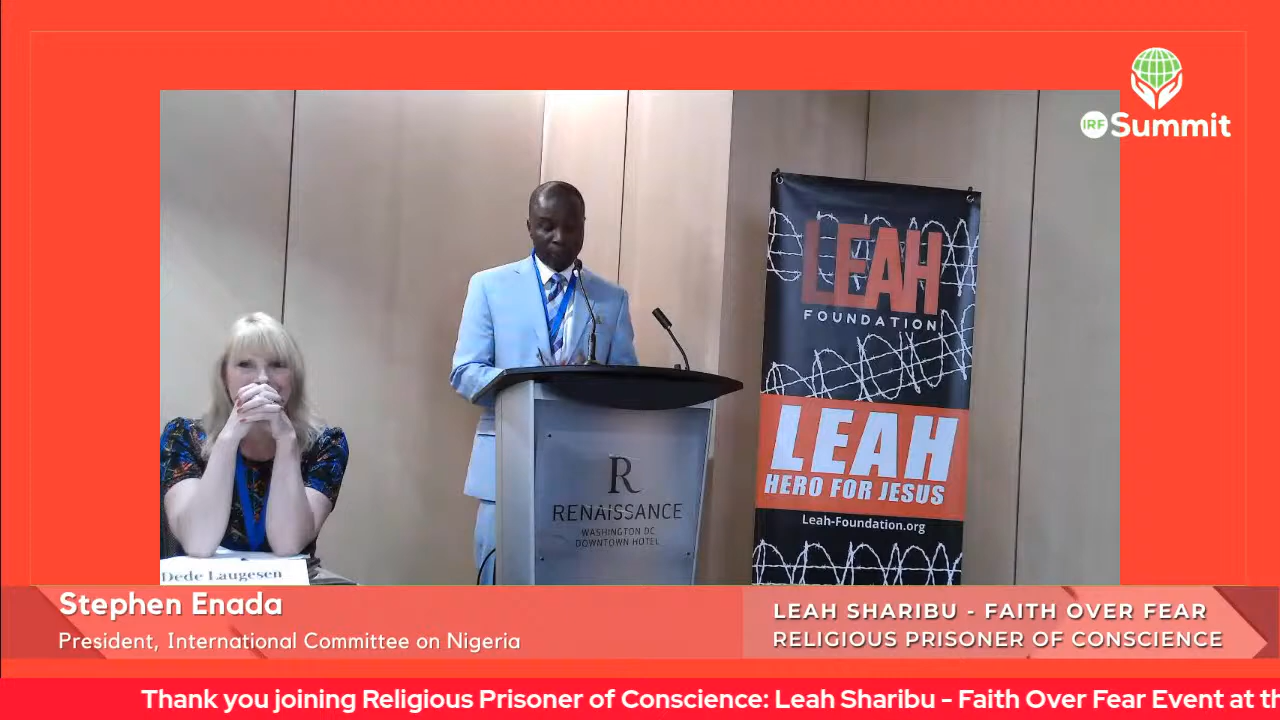 IRF Summit
LEAH
FOUNDATION
LEAH
HERO FOR JESUS
Leah-Foundation.org
R
RENAISSANCE
WASHINGTON DC
DOWNTOWN HOTEL
Dede Laugesen
Stephen Enada
President, International Committee on Nigeria
LEAH SHARIBU - FAITH OVER FEAR
RELIGIOUS PRISONER OF CONSCIENCE
Thank you joining Religious Prisoner of Conscience: Leah Sharibu - Faith Over Fear Event at th